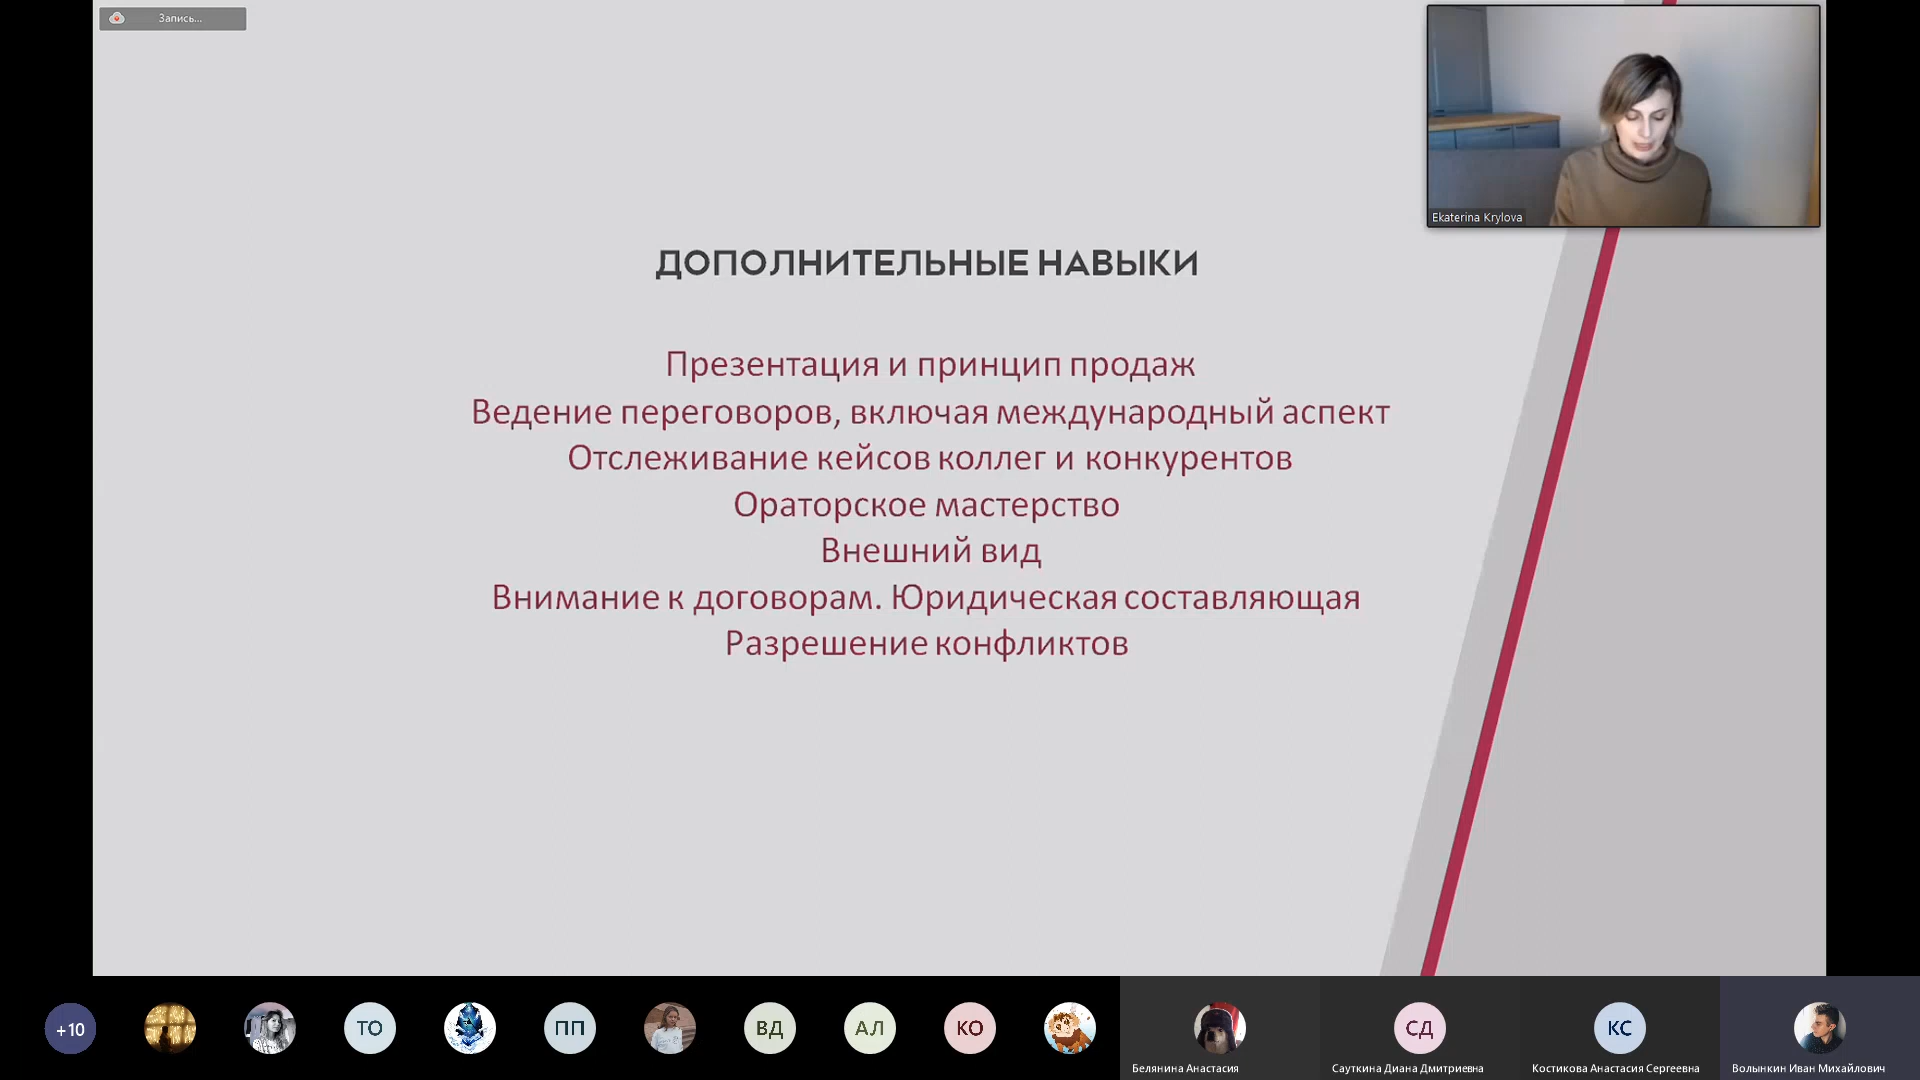 Запись...
Ekaterina Krylova
ДОПОЛНИТЕЛЬНЫЕ НАВЫКИ
Презентация и принцип продаж
Ведение переговоров, включая международный аспект
Отслеживание кейсов коллег и конкурентов
Ораторское мастерство
Внешний вид
Внимание к договорам. Юридическая составляющая
Разрешение конфликтов
+10
ТО
ПП
ВД
АЛ
КО
СД
КС
Белянина Анастасия
Сауткина Диана Дмитриевна
Костикова Анастасия Сергеевна
Волынкин Иван Михайлович